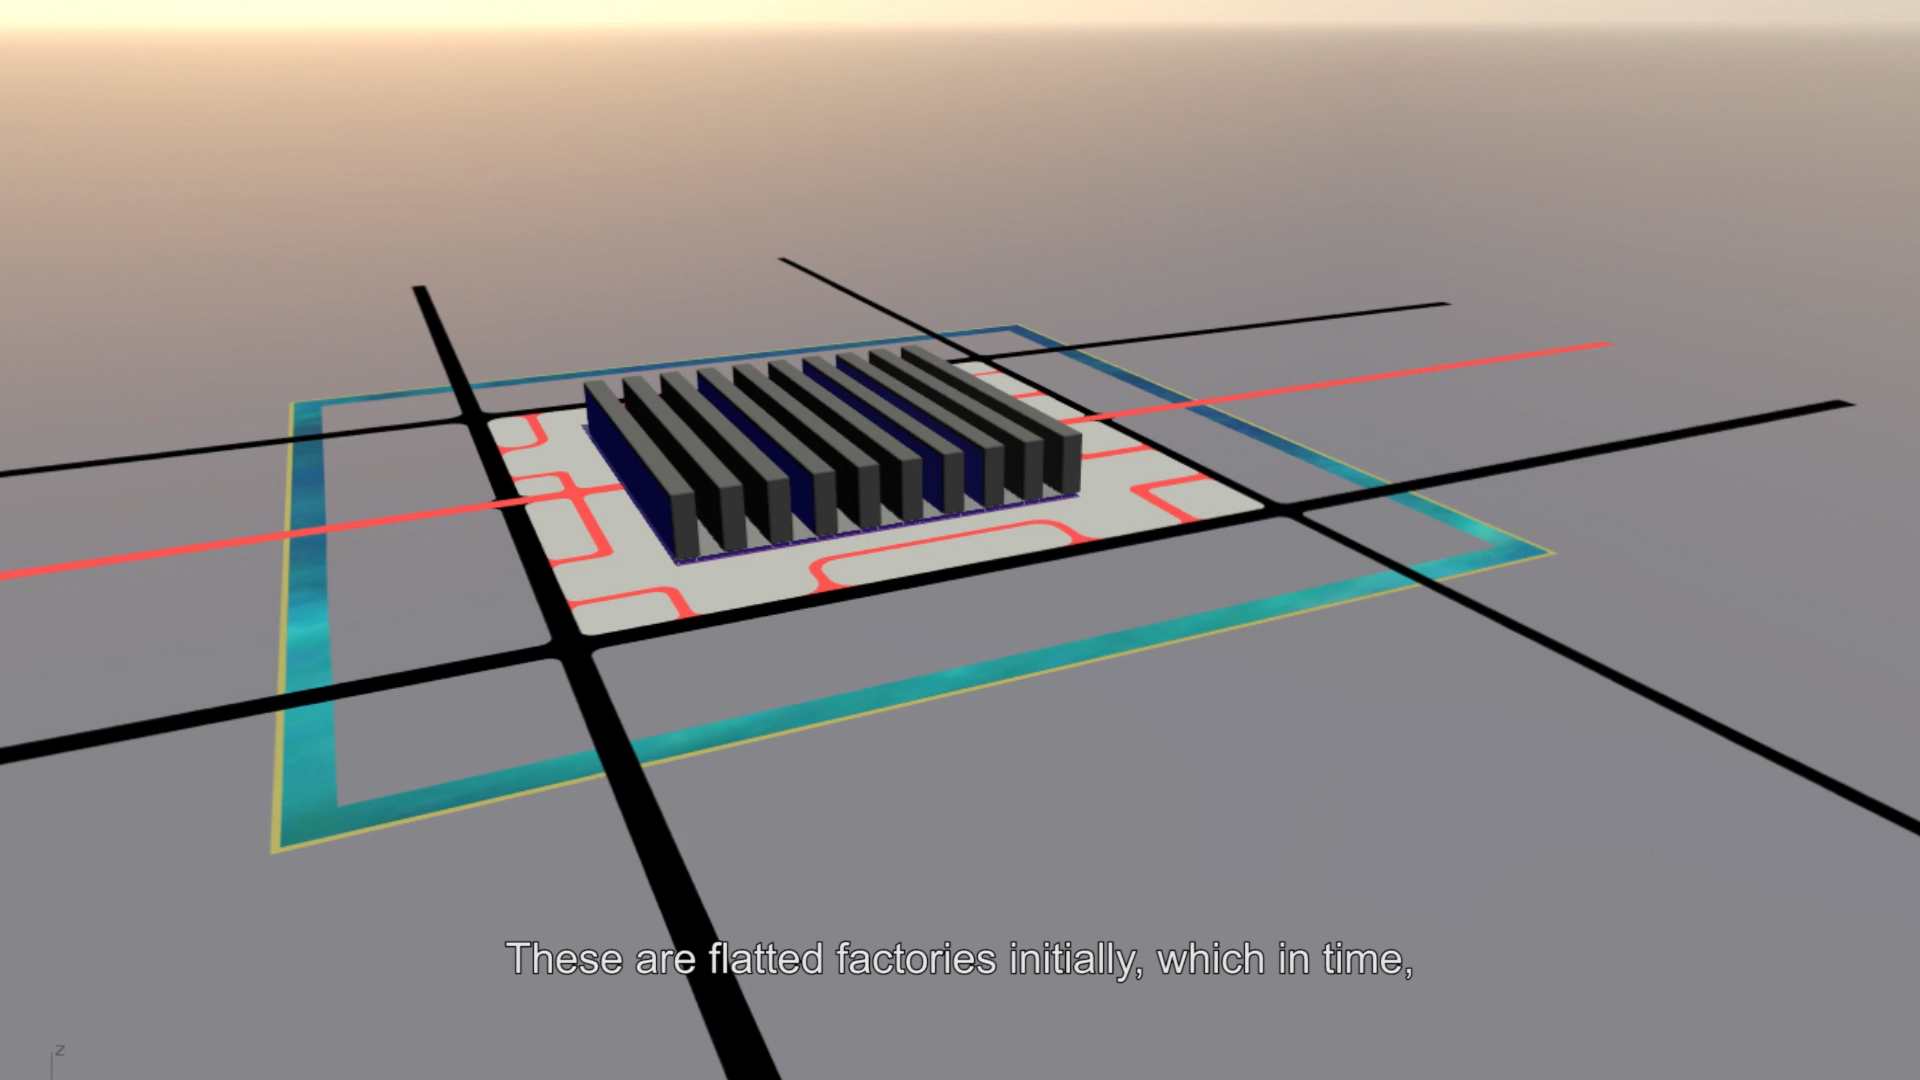 These are flatted factories initially, which in time,
z